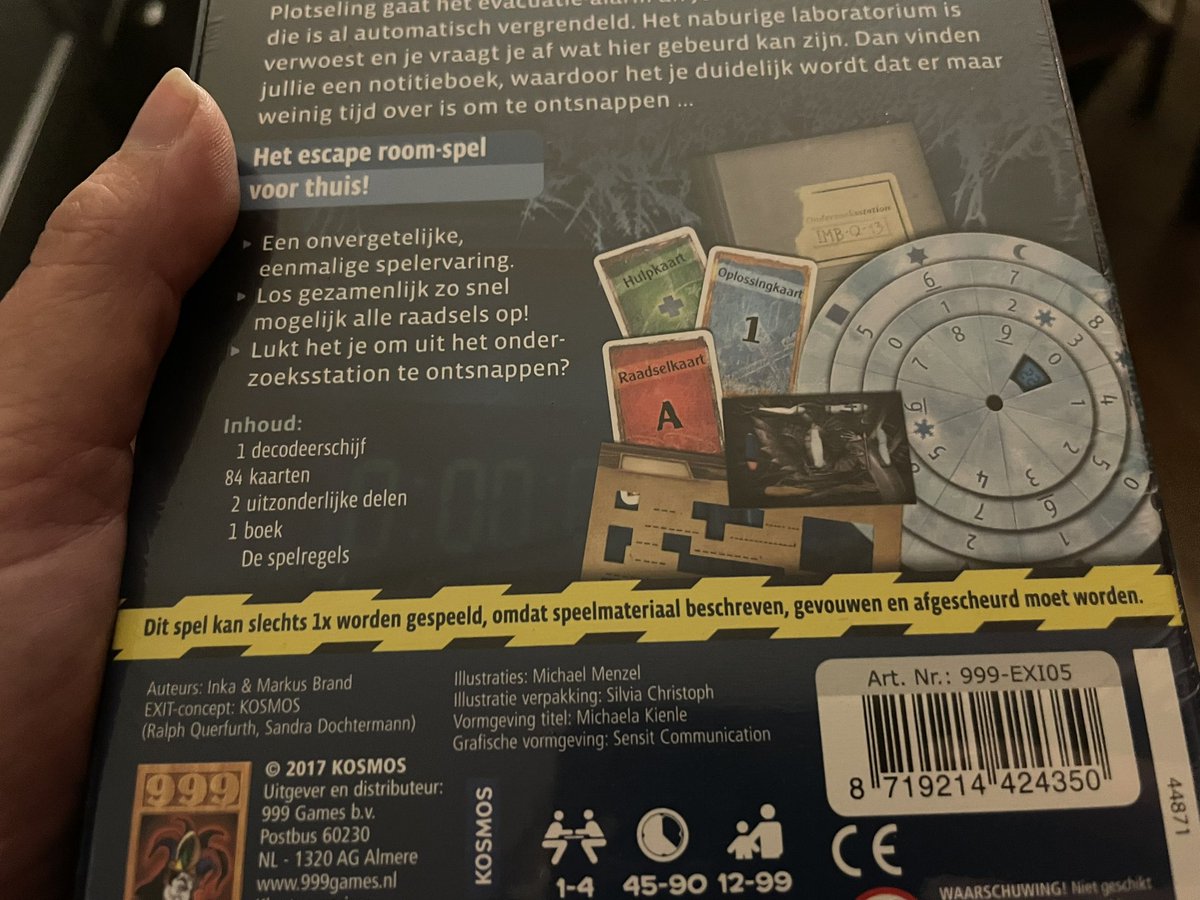 Plotseling gaat het evacuatie-alarm
die is al automatisch vergrendeld. Het naburige laboratorium is
verwoest en je vraagt je af wat hier gebeurd kan zijn. Dan vinden
jullie een notitieboek, waardoor het je duidelijk wordt dat er maar
weinig tijd over is om te ontsnappen ...
Het escape room-spel
voor thuis!
Een onvergetelijke,
eenmalige spelervaring.
Los gezamenlijk zo snel
mogelijk alle raadsels op!
Lukt het je om uit het onder-
zoeksstation te ontsnappen?
Onderzoeksstation
IMB-Q-13
Hulpkaart
Oplossingkaart
1
Raadselkaart
A
Inhoud:
1 decodeerschijf
84 kaarten
2 uitzonderlijke delen
1 boek
De spelregels
Dit spel kan slechts 1x worden gespeeld, omdat speelmateriaal beschreven, gevouwen en afgescheurd moet worden.
Auteurs: Inka & Markus Brand
EXIT-concept: KOSMOS
(Ralph Querfurth, Sandra Dochtermann)
Illustraties: Michael Menzel
Illustratie verpakking: Silvia Christoph
Vormgeving titel: Michaela Kienle
Grafische vormgeving: Sensit Communication
Art. Nr.: 999-EXI05
8 719214 424350
44871
999
© 2017 KOSMOS
Uitgever en distributeur:
999 Games b.v.
Postbus 60230
NL - 1320 AG Almere
www.999games.nl
KOSMOS
1-4 45-90 12-99
CE
WAARSCHUWING! Niet geschikt